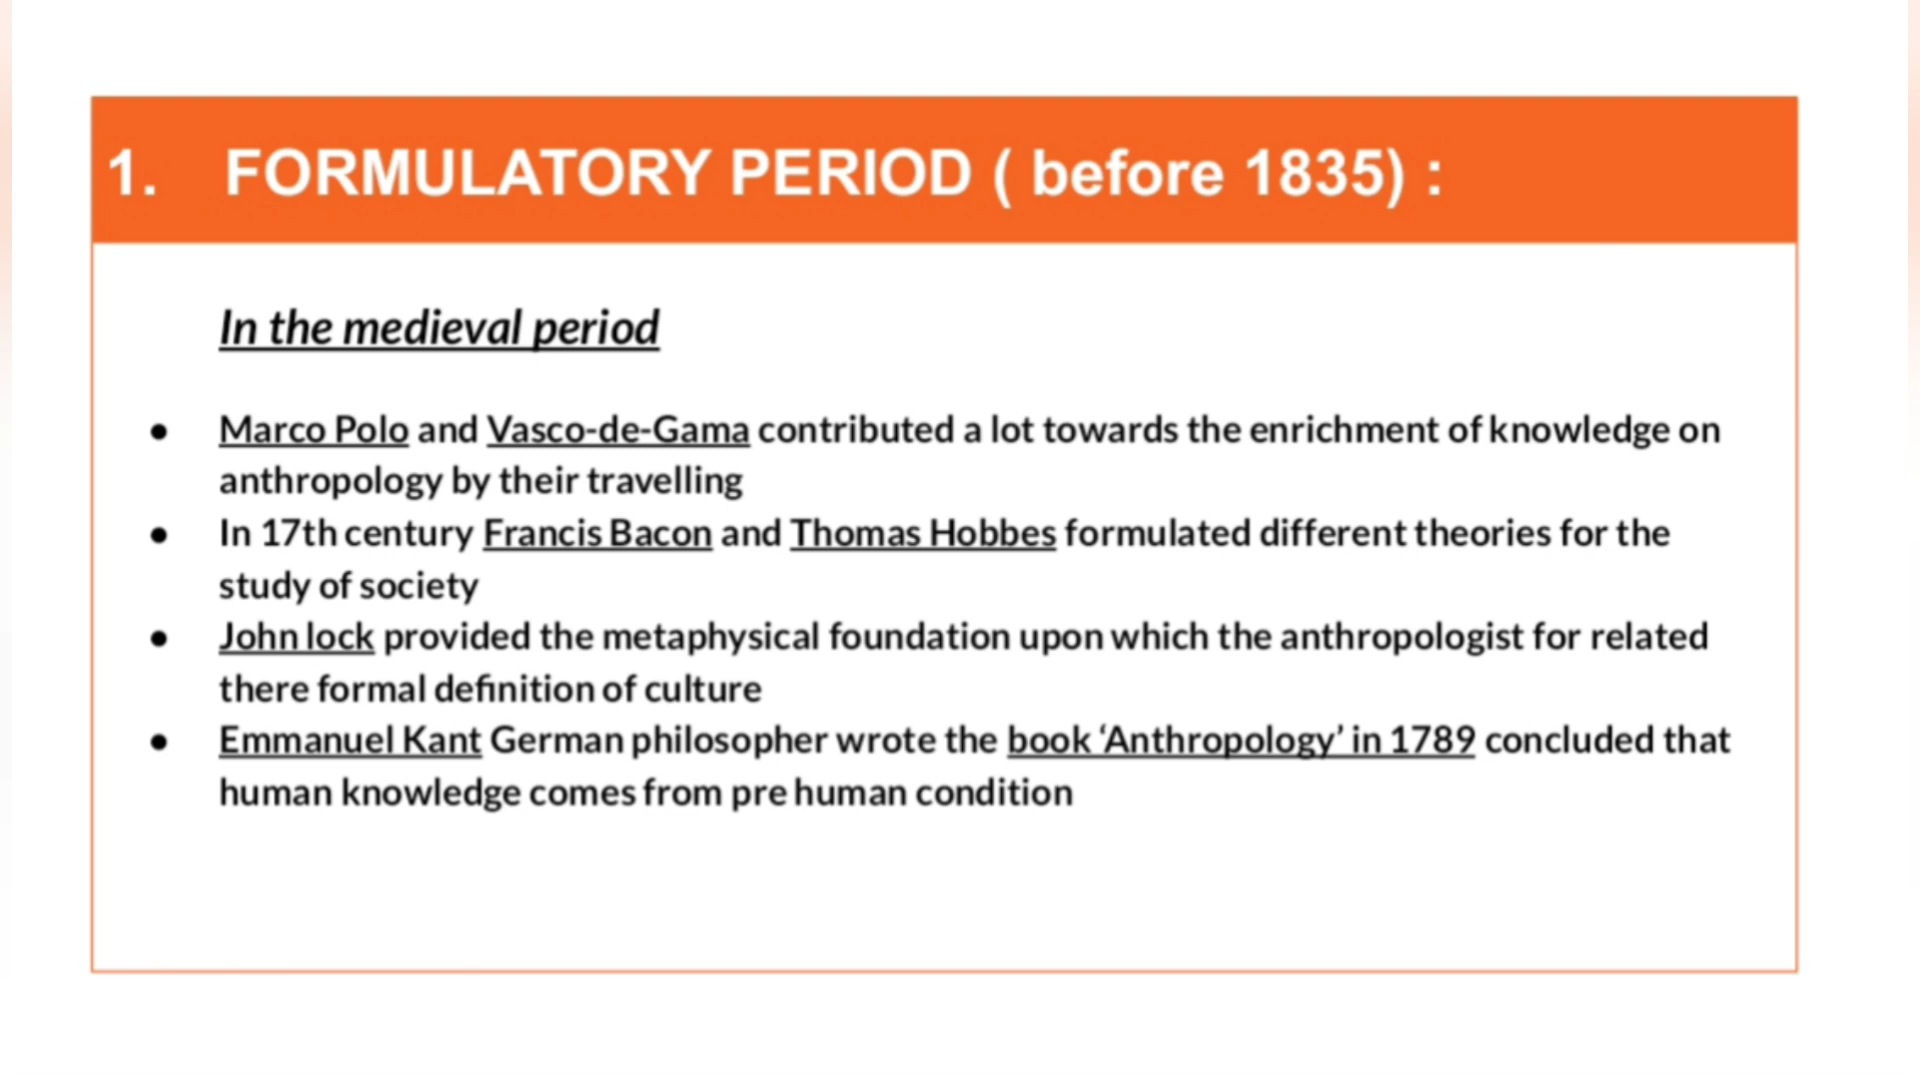 1. FORMULATORY PERIOD ( before 1835) :
In the medieval period
● Marco Polo and Vasco-de-Gama contributed a lot towards the enrichment of knowledge on
anthropology by their travelling
● In 17th century Francis Bacon and Thomas Hobbes formulated different theories for the
study of society
● John lock provided the metaphysical foundation upon which the anthropologist for related
there formal definition of culture
● Emmanuel Kant German philosopher wrote the book ‘Anthropology’ in 1789 concluded that
human knowledge comes from pre human condition